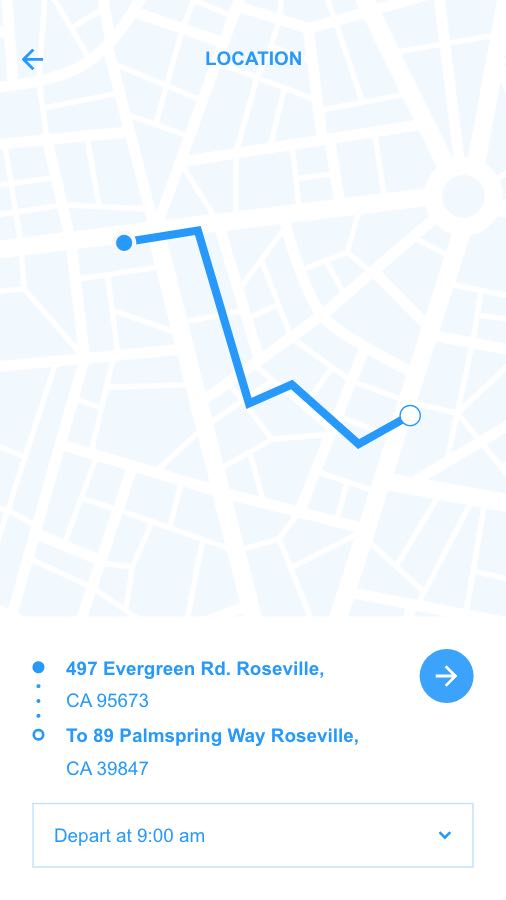 LOCATION
497 Evergreen Rd. Roseville,
CA 95673
To 89 Palmspring Way Roseville,
CA 39847
Depart at 9:00 am